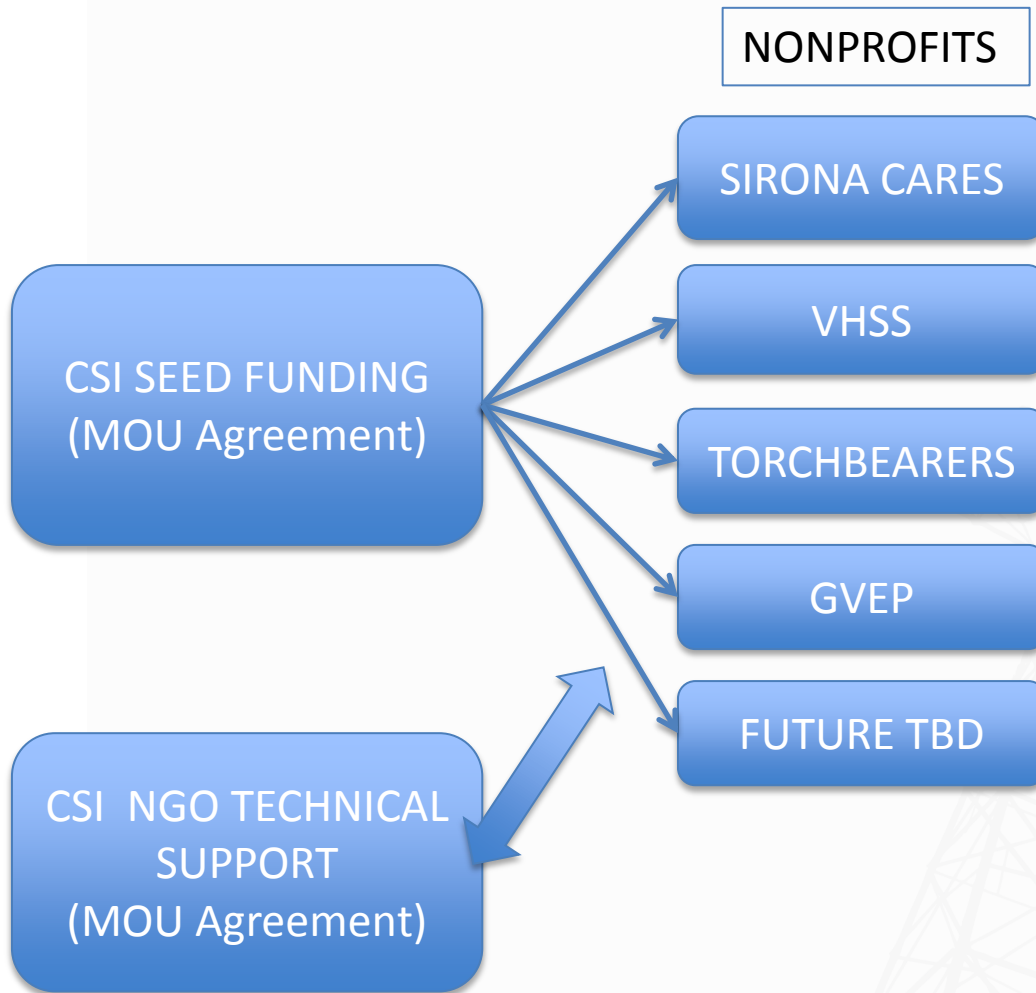 NONPROFITS
SIRONA CARES
CSI SEED FUNDING
(MOU Agreement)
VHSS
TORCHBEARERS
GVEP
FUTURE TBD
CSI  NGO TECHNICAL
SUPPORT
(MOU Agreement)